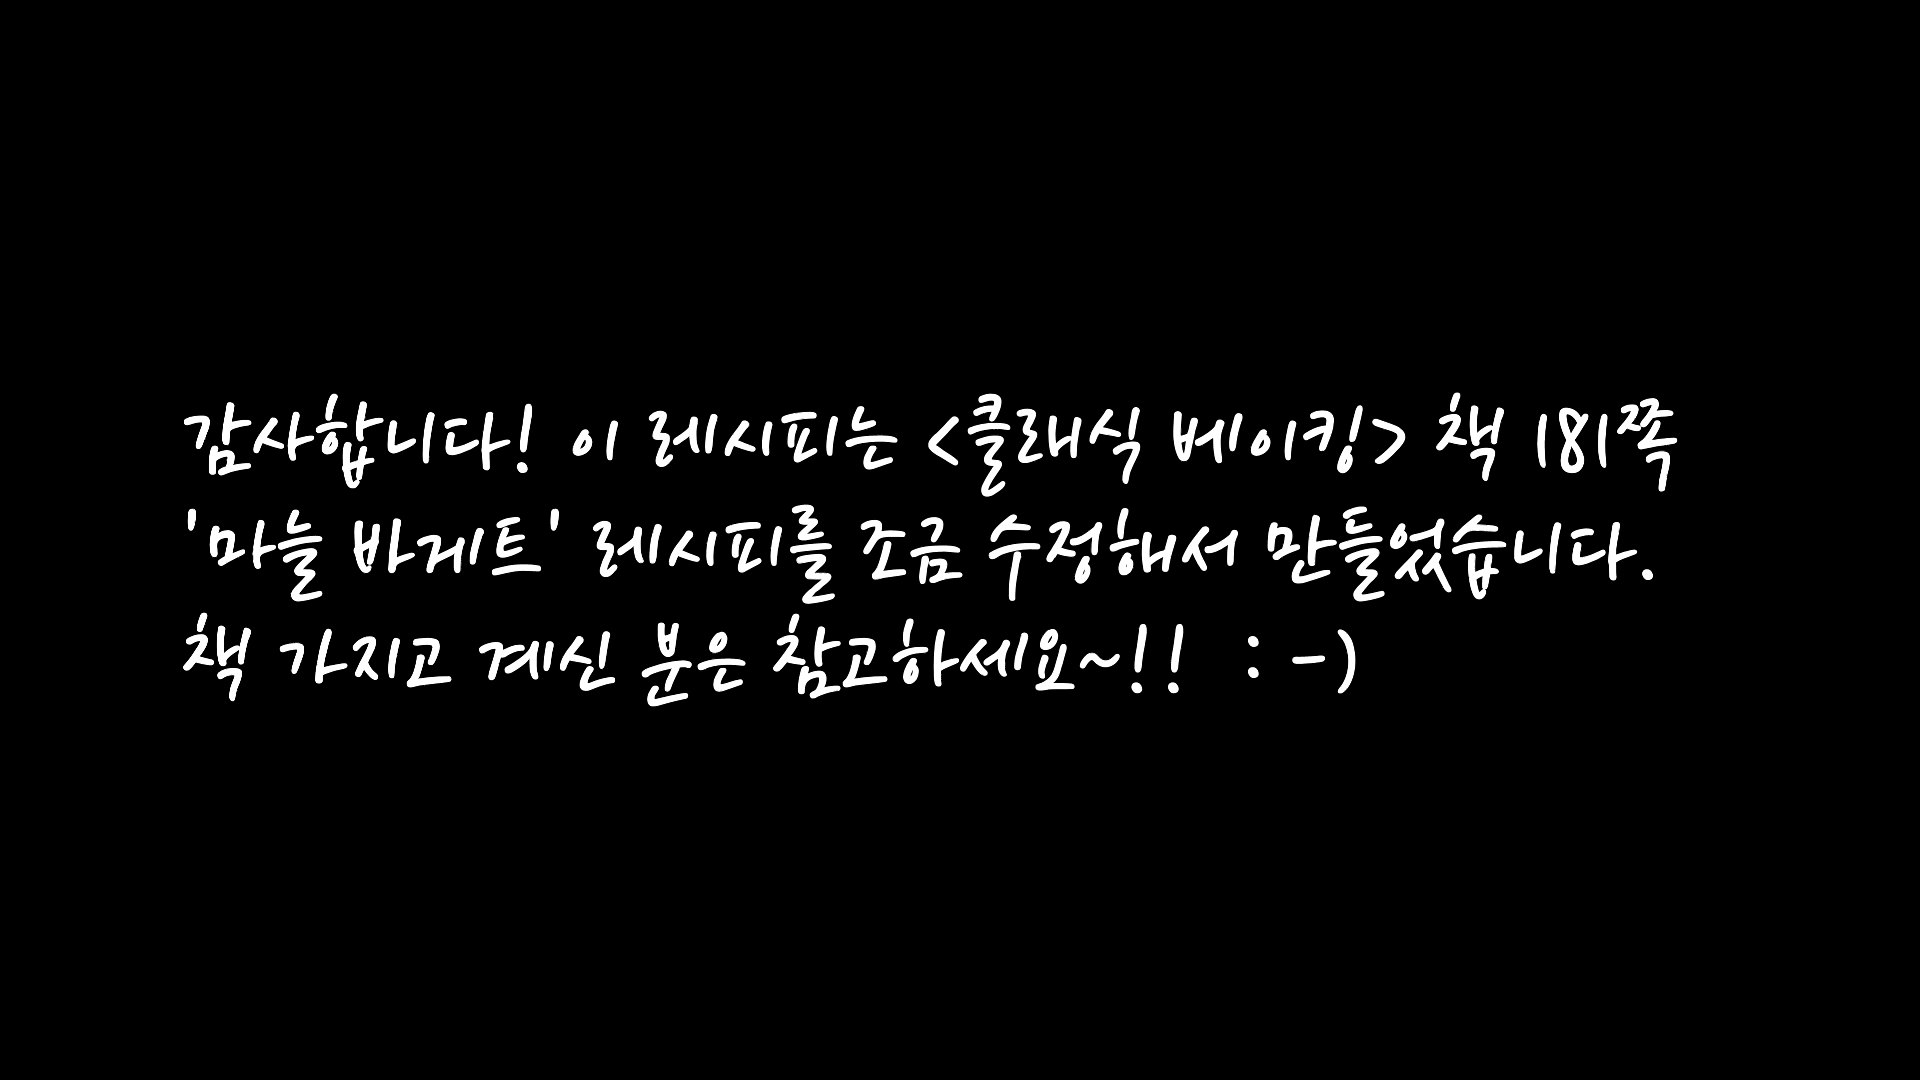 감사합니다! 이 레시피는 <클래식 베이킹> 책 181쪽
'마늘 바게트' 레시피를 조금 수정해서 만들었습니다.
책 가지고 계신 분은 참고하세요~!! :-)